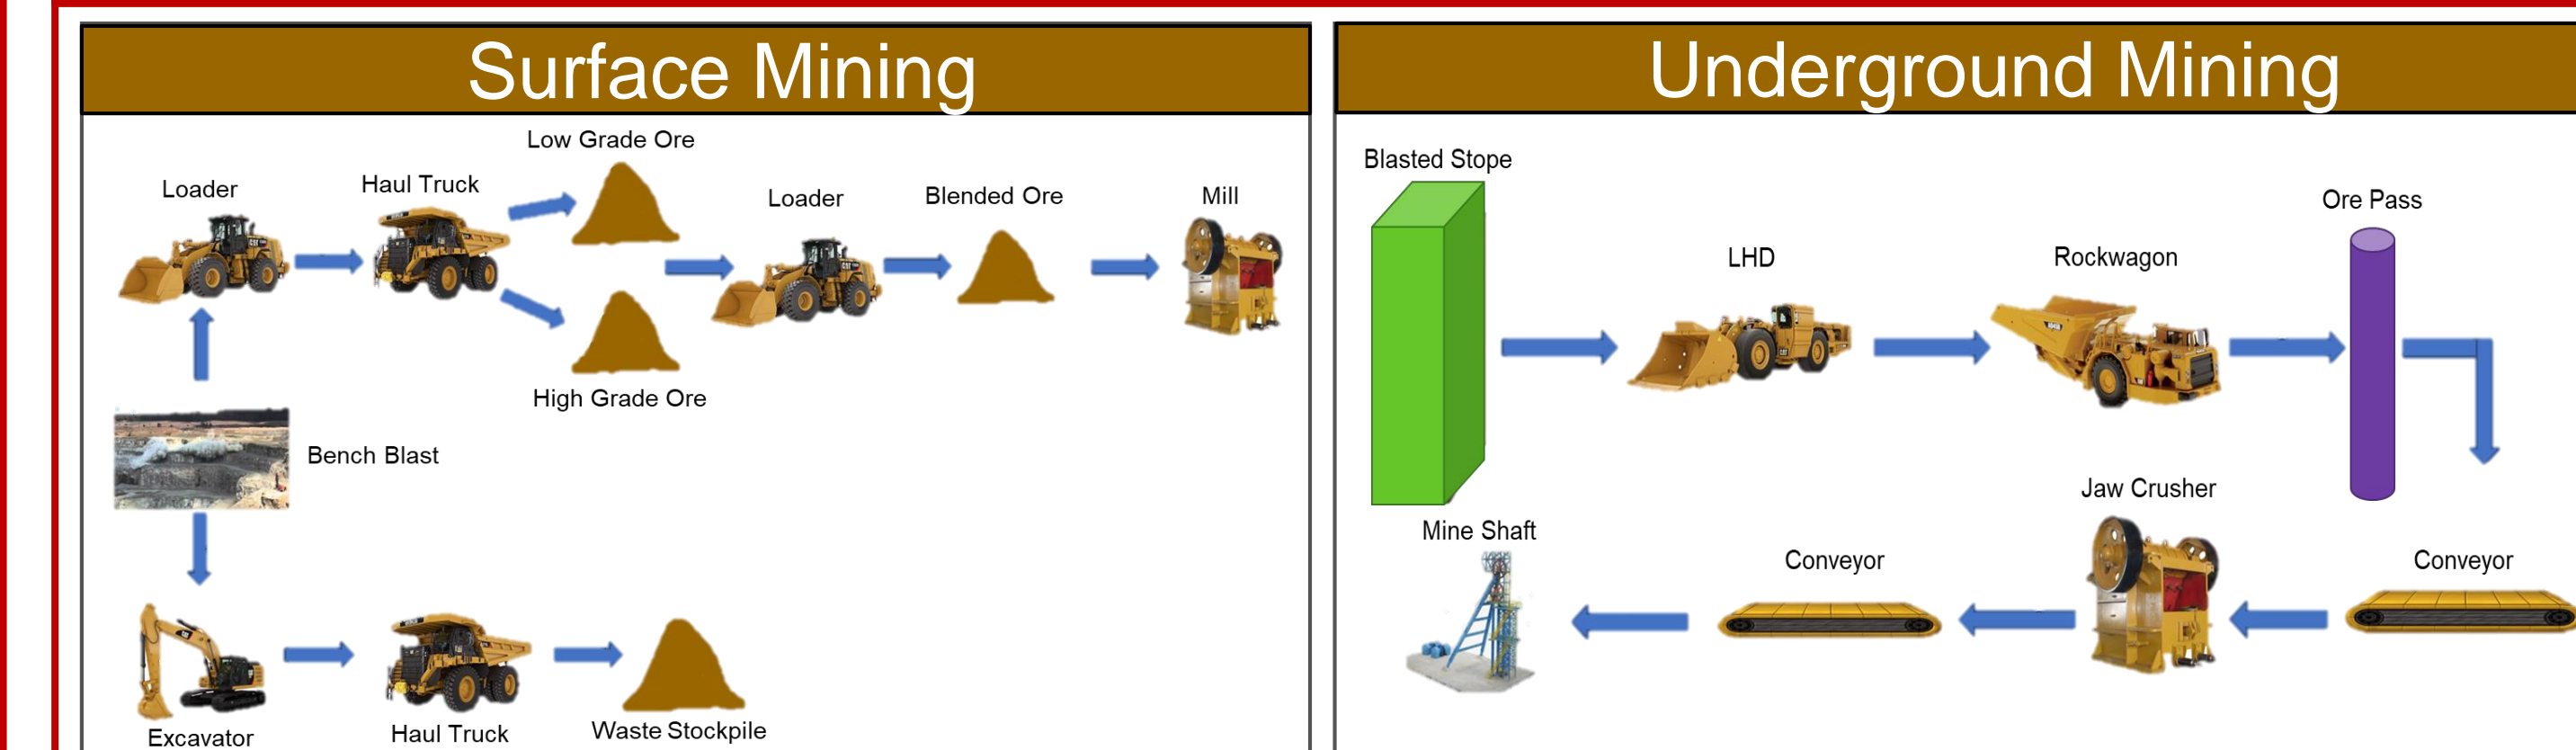 Surface Mining
Low Grade Ore
Loader
Haul Truck
Loader
Blended Ore
Mill
High Grade Ore
Bench Blast
Excavator
Haul Truck
Waste Stockpile
Underground Mining
Blasted Stope
LHD
Rockwagon
Ore Pass
Mine Shaft
Conveyor
Jaw Crusher
Conveyor